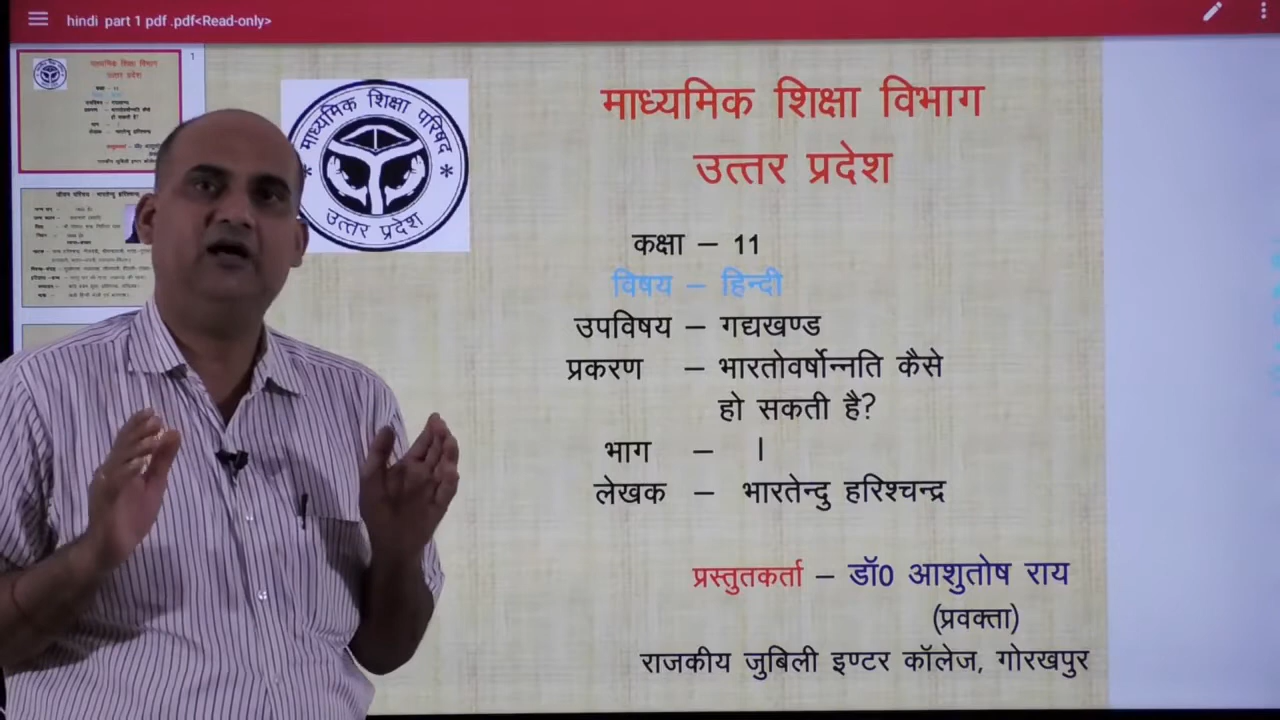 hindi part 1 pdf .pdf<Read-only>
1
माध्यमिक शिक्षा विभाग
उत्तर प्रदेश
माध्यमिक शिक्षा परिषद
उत्तर प्रदेश
कक्षा – 11
विषय – हिन्दी
उपविषय – गद्यखण्ड
प्रकरण – भारतोवर्षोन्नति कैसे
हो सकती है?
भाग – I
लेखक – भारतेन्दु हरिश्चन्द्र
प्रस्तुतकर्ता – डॉ0 आशुतोष राय
(प्रवक्ता)
राजकीय जुबिली इण्टर कॉलेज, गोरखपुर